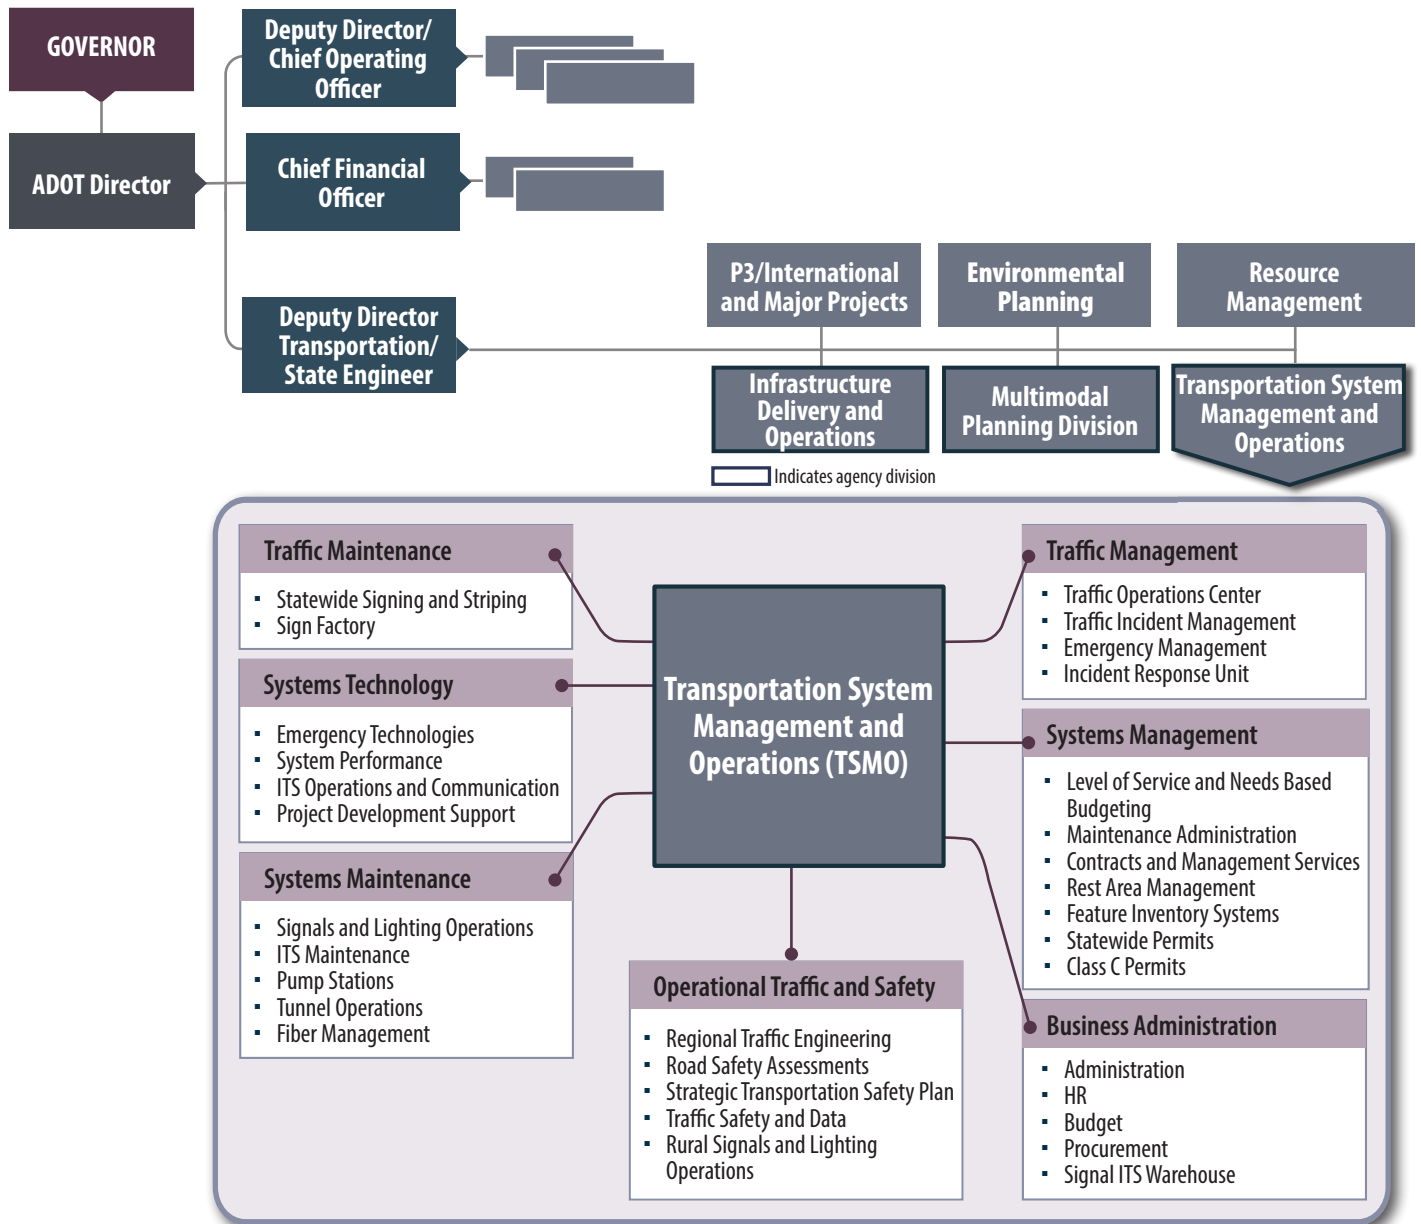 GOVERNOR
ADOT Director
Deputy Director/
Chief Operating
Officer
Chief Financial
Officer
Deputy Director
Transportation/
State Engineer
P3/International
and Major Projects
Environmental
Planning
Resource
Management
Infrastructure
Delivery and
Operations
Multimodal
Planning Division
Transportation System
Management and
Operations
Indicates agency division
Traffic Maintenance
▪ Statewide Signing and Striping
▪ Sign Factory
Systems Technology
▪ Emergency Technologies
▪ System Performance
▪ ITS Operations and Communication
▪ Project Development Support
Systems Maintenance
▪ Signals and Lighting Operations
▪ ITS Maintenance
▪ Pump Stations
▪ Tunnel Operations
▪ Fiber Management
Transportation System
Management and
Operations (TSMO)
Operational Traffic and Safety
▪ Regional Traffic Engineering
▪ Road Safety Assessments
▪ Strategic Transportation Safety Plan
▪ Traffic Safety and Data
▪ Rural Signals and Lighting
Operations
Traffic Management
▪ Traffic Operations Center
▪ Traffic Incident Management
▪ Emergency Management
▪ Incident Response Unit
Systems Management
▪ Level of Service and Needs Based
Budgeting
▪ Maintenance Administration
▪ Contracts and Management Services
▪ Rest Area Management
▪ Feature Inventory Systems
▪ Statewide Permits
▪ Class C Permits
Business Administration
▪ Administration
▪ HR
▪ Budget
▪ Procurement
▪ Signal ITS Warehouse